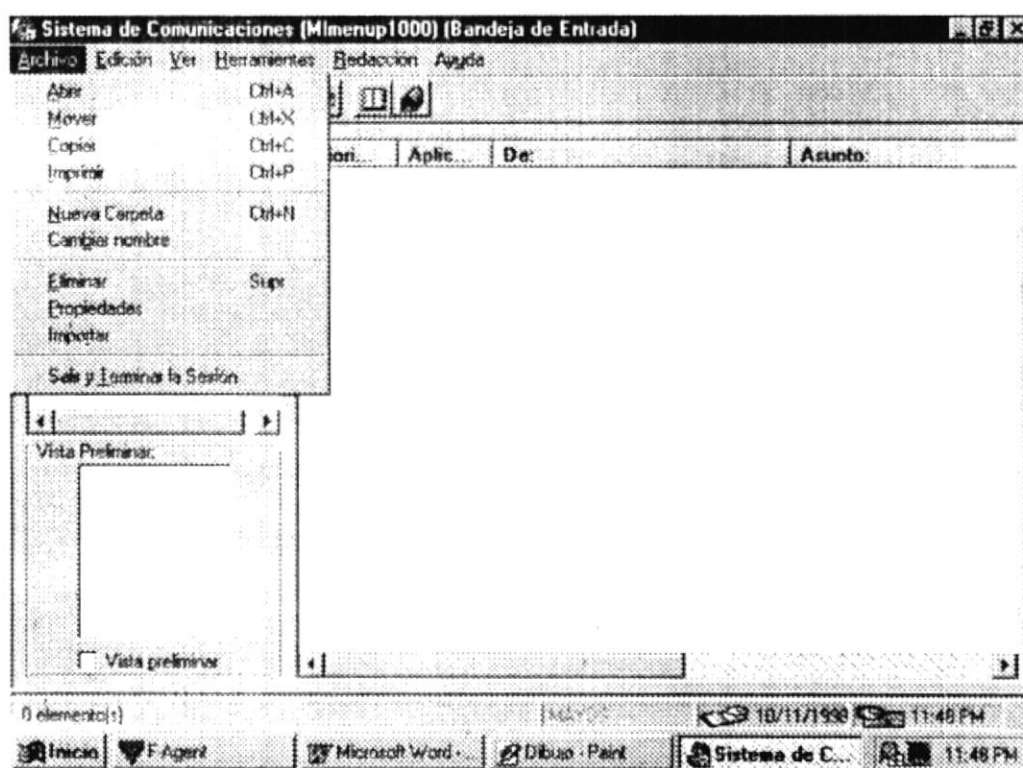 Sistema de Comunicaciones (MImenup1000) (Bandeja de Entrada)
Archivo Edición Ver Herramientas Redacción Ayuda
Abrir Ctrl+A
Mover Ctrl+X
Copiar Ctrl+C
Imprimir Ctrl+P
Nueva Carpeta Ctrl+N
Cambiar nombre
Eliminar Supr
Propiedades
Importar
Salir y Terminar la Sesión
ori... Aplic... De: Asunto:
Vista Preliminar:
Vista preliminar
0 elemento(s) MAYUS 10/11/1998 11:48 PM
Inicio F Agent Microsoft Word - ... Dibujo - Paint Sistema de C... 11:48 PM